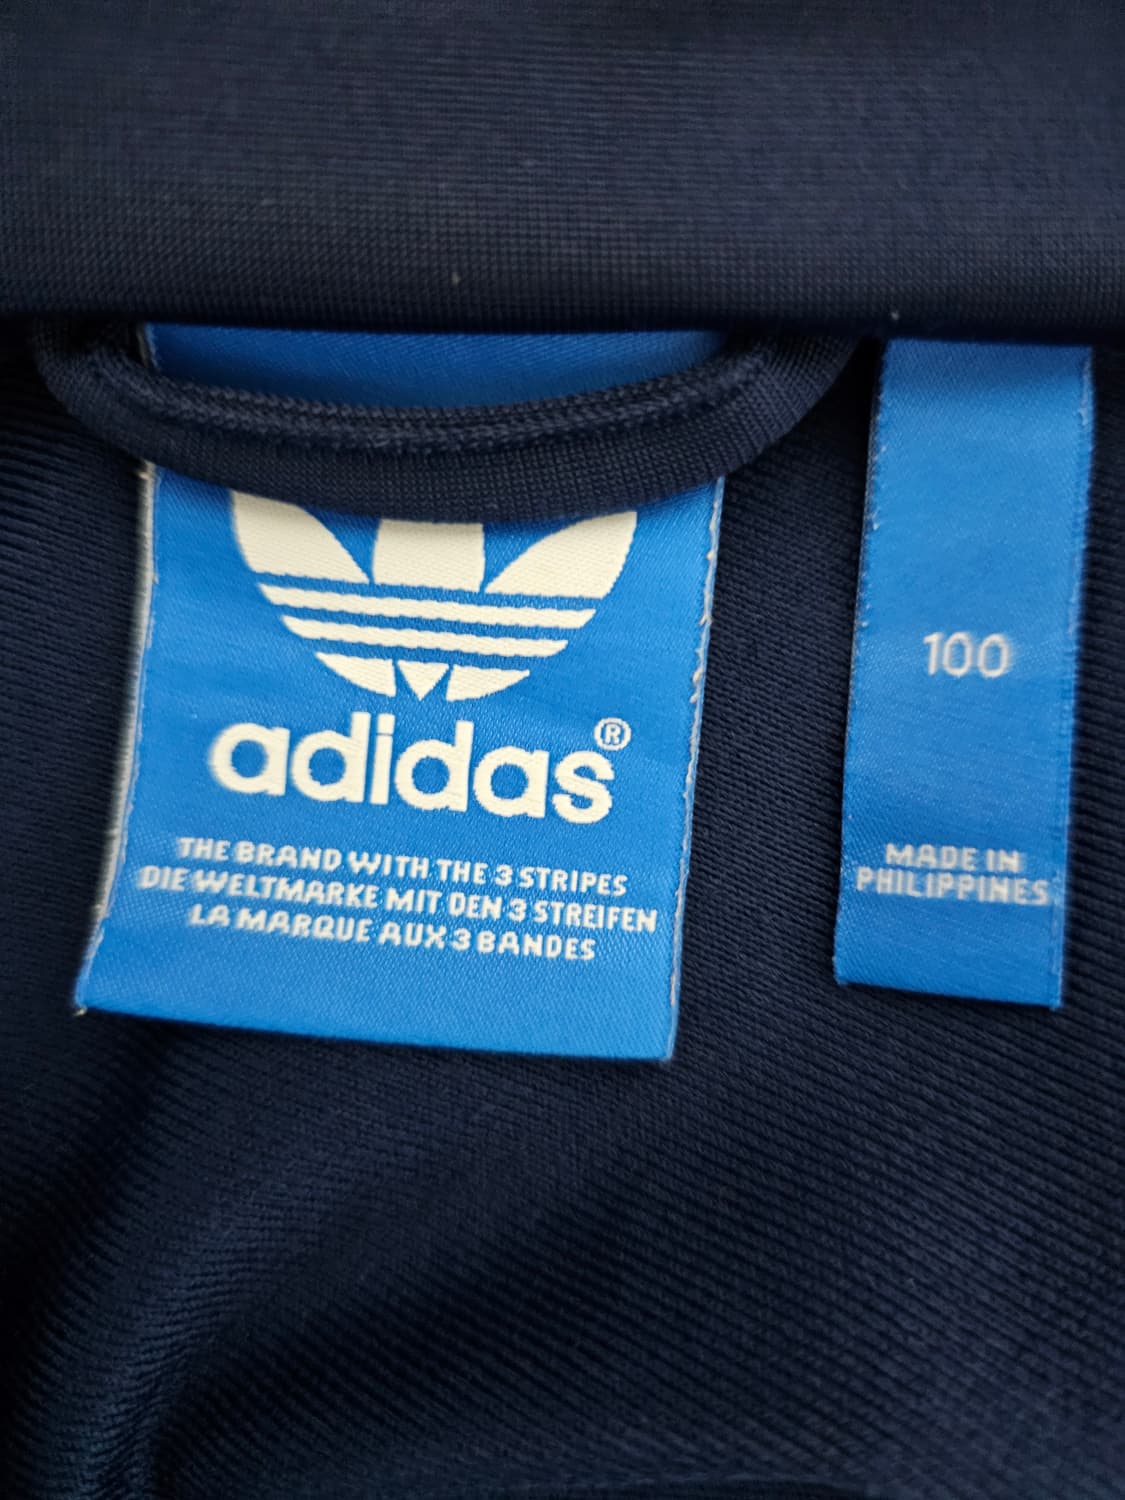 adidas®
THE BRAND WITH THE 3 STRIPES
DIE WELTMARKE MIT DEN 3 STREIFEN
LA MARQUE AUX 3 BANDES
100
MADE IN
PHILIPPINES